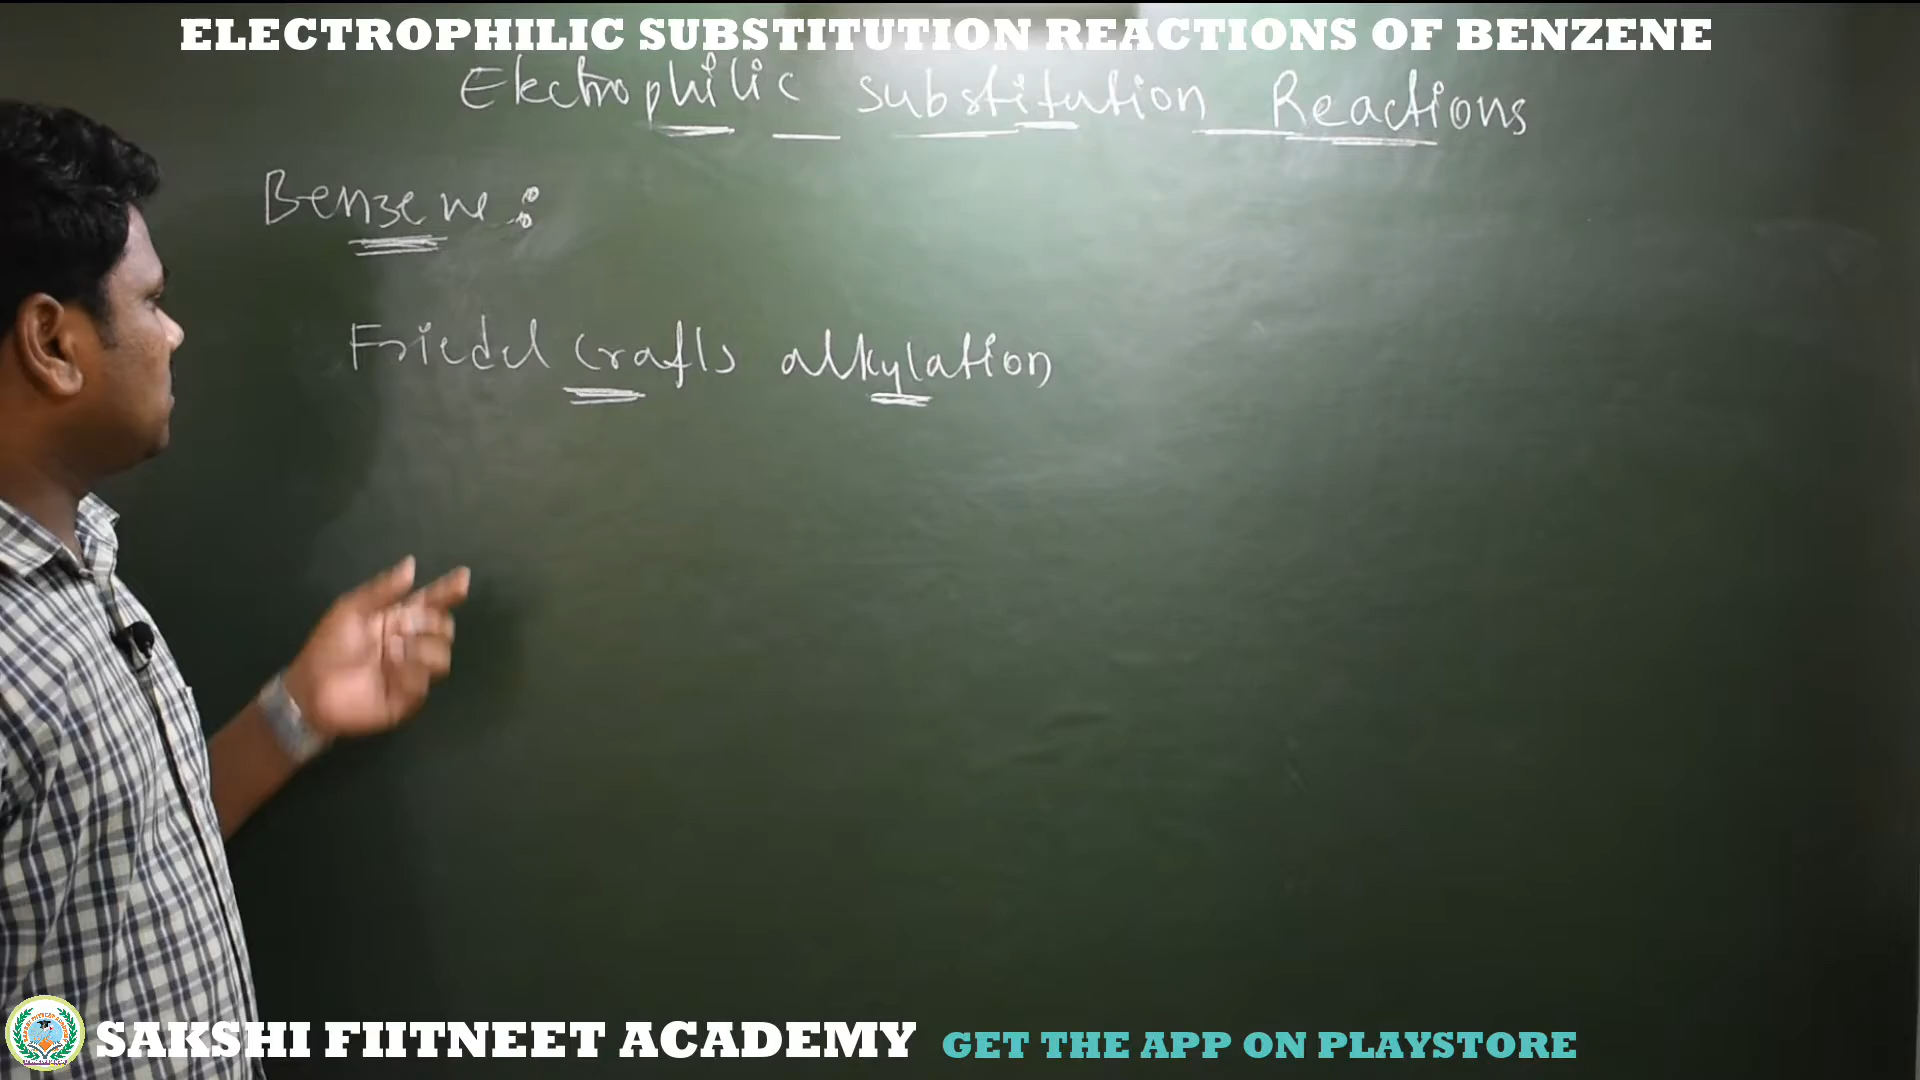 ELECTROPHILIC SUBSTITUTION REACTIONS OF BENZENE
Electrophilic substitution Reactions
Benzene :
Friedel Crafts alkylation
SAKSHI FIITNEET ACADEMY GET THE APP ON PLAYSTORE